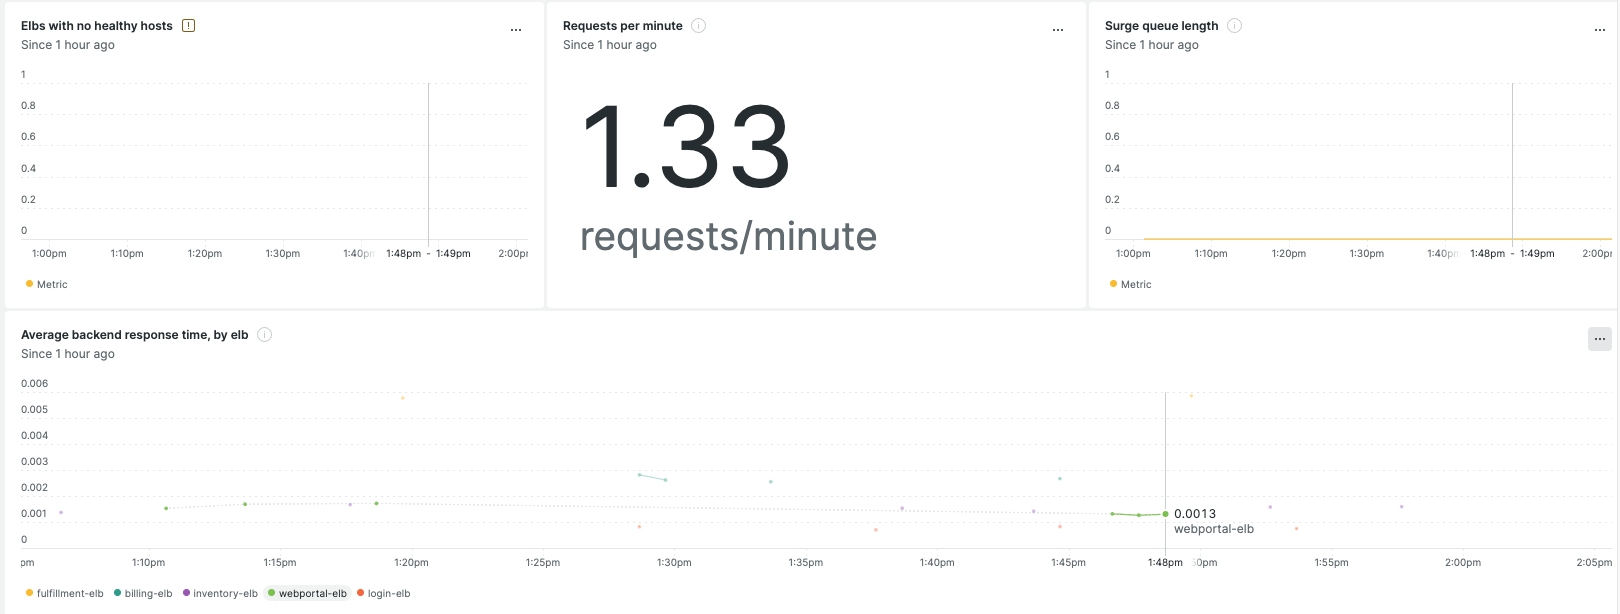 Elbs with no healthy hosts
Since 1 hour ago
1
0.8
0.6
0.4
0.2
0
1:00pm 1:10pm 1:20pm 1:30pm 1:40pm 1:48pm - 1:49pm 2:00p
Metric
Requests per minute
Since 1 hour ago
1.33
requests/minute
Surge queue length
Since 1 hour ago
1
0.8
0.6
0.4
0.2
0
1:00pm 1:10pm 1:20pm 1:30pm 1:40pm 1:48pm - 1:49pm 2:00p
Metric
Average backend response time, by elb
Since 1 hour ago
0.006
0.005
0.004
0.003
0.002
0.001
0
0.0013
webportal-elb
pm 1:10pm 1:15pm 1:20pm 1:25pm 1:30pm 1:35pm 1:40pm 1:45pm 1:48pm 50pm 1:55pm 2:00pm 2:05pm
fulfillment-elb billing-elb inventory-elb webportal-elb login-elb